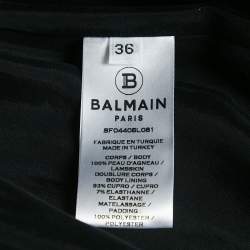 36
B
BALMAIN
PARIS
BF0440BL081
FABRIQUE EN TURQUIE
MADE IN TURKEY
CORPS / BODY
100% PEAU D'AGNEAU /
LAMBSKIN
DOUBLURE CORPS /
BODY LINING
93% CUPRO / CUPRO
7% ELASTHANNE /
ELASTANE
MATELASSAGE /
PADDING
100% POLYESTER /
POLYESTER